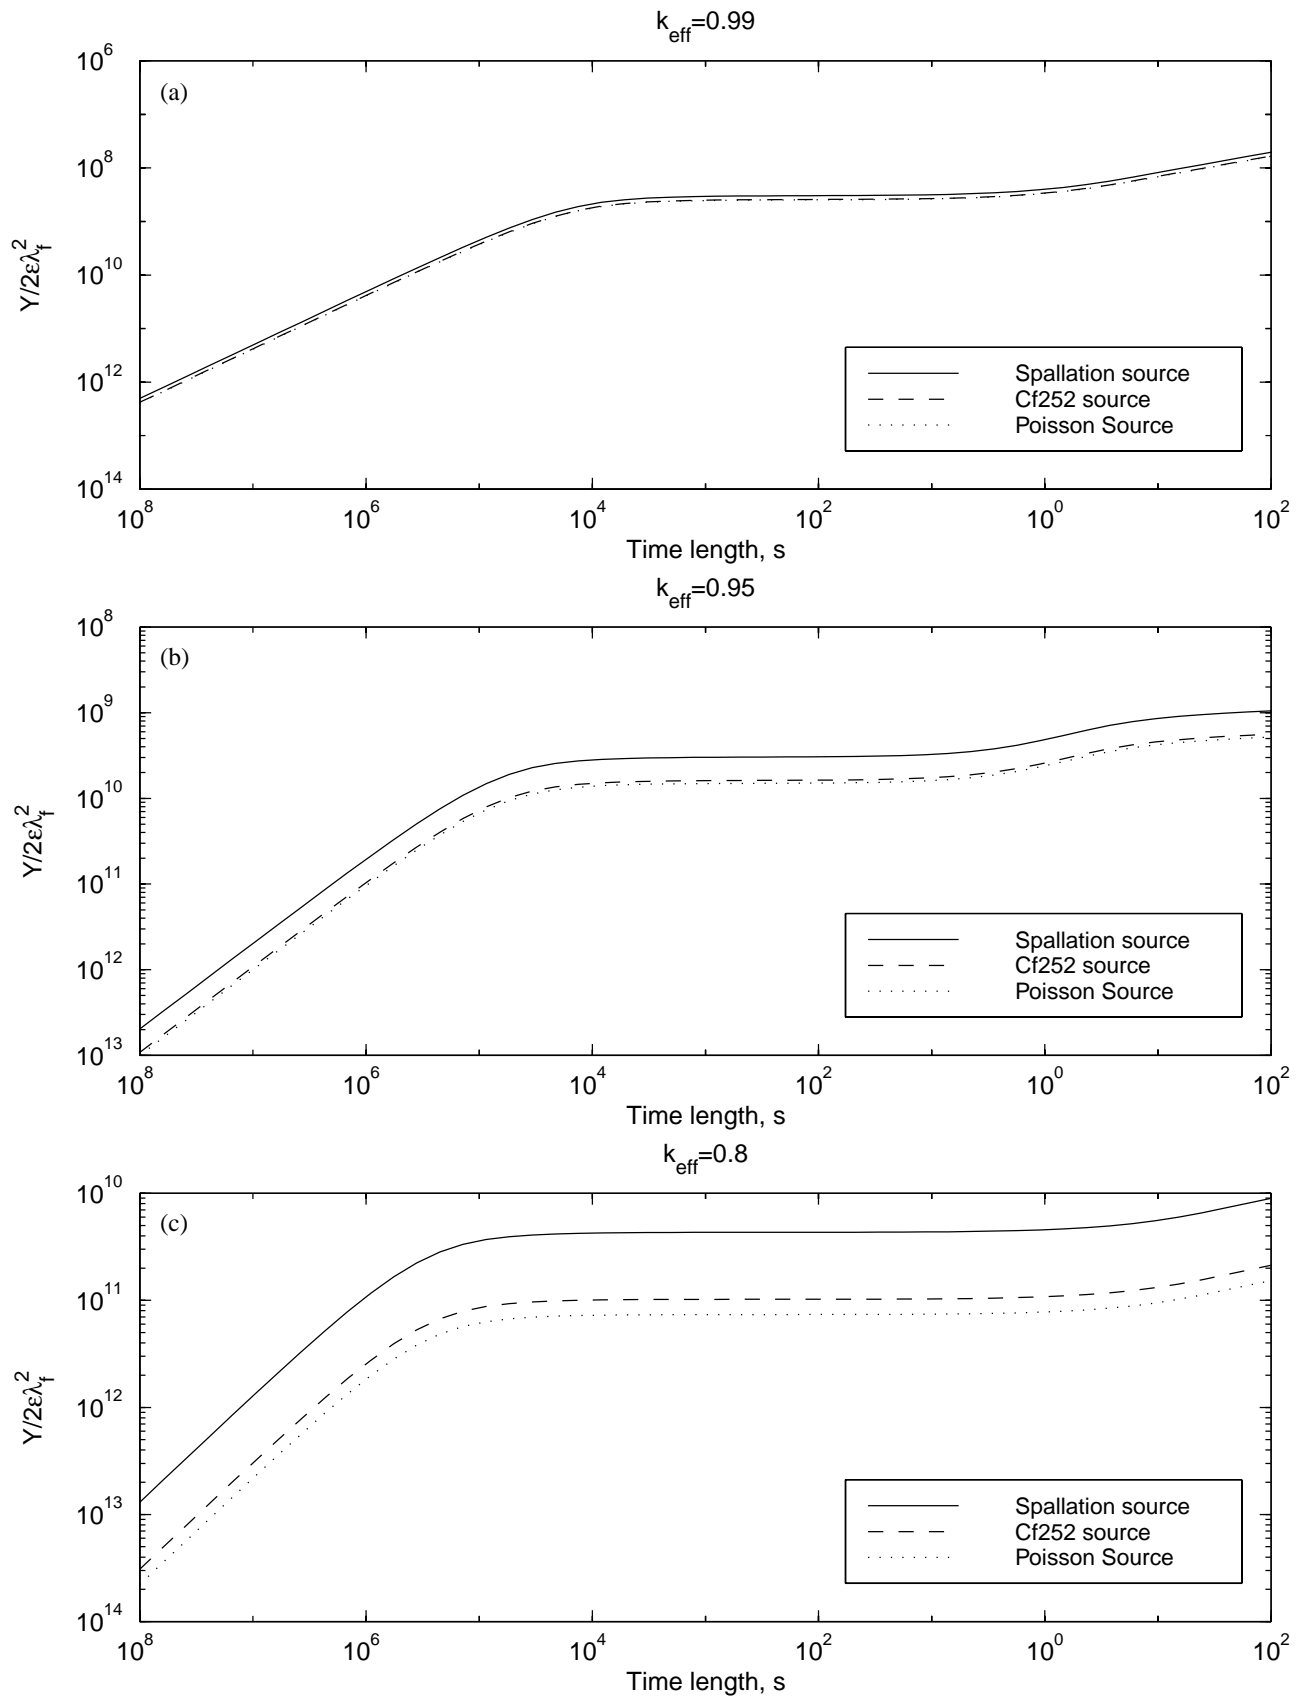 k_eff=0.99
10^6
(a)
10^8
10^10
10^12
10^14
Y/2ελ_f^2
Spallation source
Cf252 source
Poisson Source
10^8 10^6 10^4 10^2 10^0 10^2
Time length, s
k_eff=0.95
10^8
(b)
10^9
10^10
10^11
10^12
10^13
Y/2ελ_f^2
Spallation source
Cf252 source
Poisson Source
10^8 10^6 10^4 10^2 10^0 10^2
Time length, s
k_eff=0.8
10^10
(c)
10^11
10^12
10^13
10^14
Y/2ελ_f^2
Spallation source
Cf252 source
Poisson Source
10^8 10^6 10^4 10^2 10^0 10^2
Time length, s